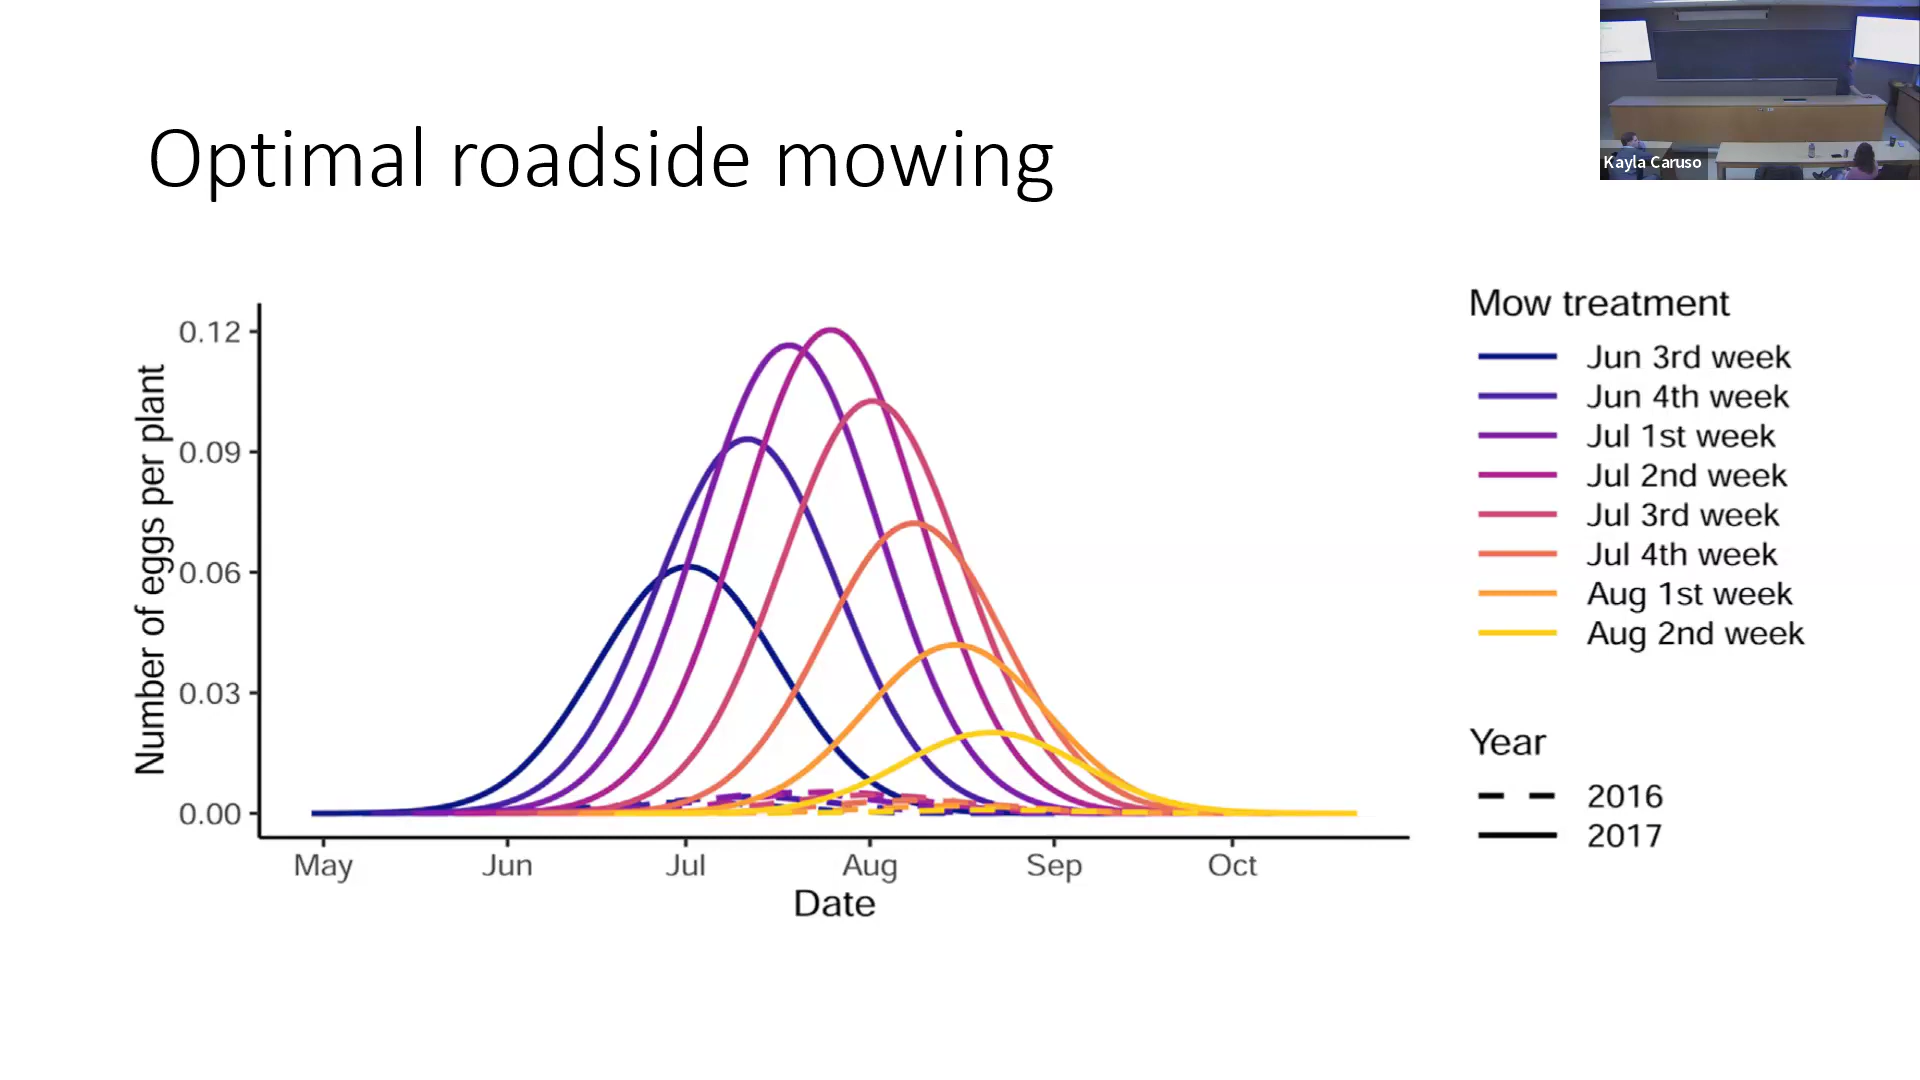 Optimal roadside mowing
Kayla Caruso
Number of eggs per plant
0.12
0.09
0.06
0.03
0.00
May Jun Jul Aug Sep Oct
Date
Mow treatment
Jun 3rd week
Jun 4th week
Jul 1st week
Jul 2nd week
Jul 3rd week
Jul 4th week
Aug 1st week
Aug 2nd week
Year
2016
2017